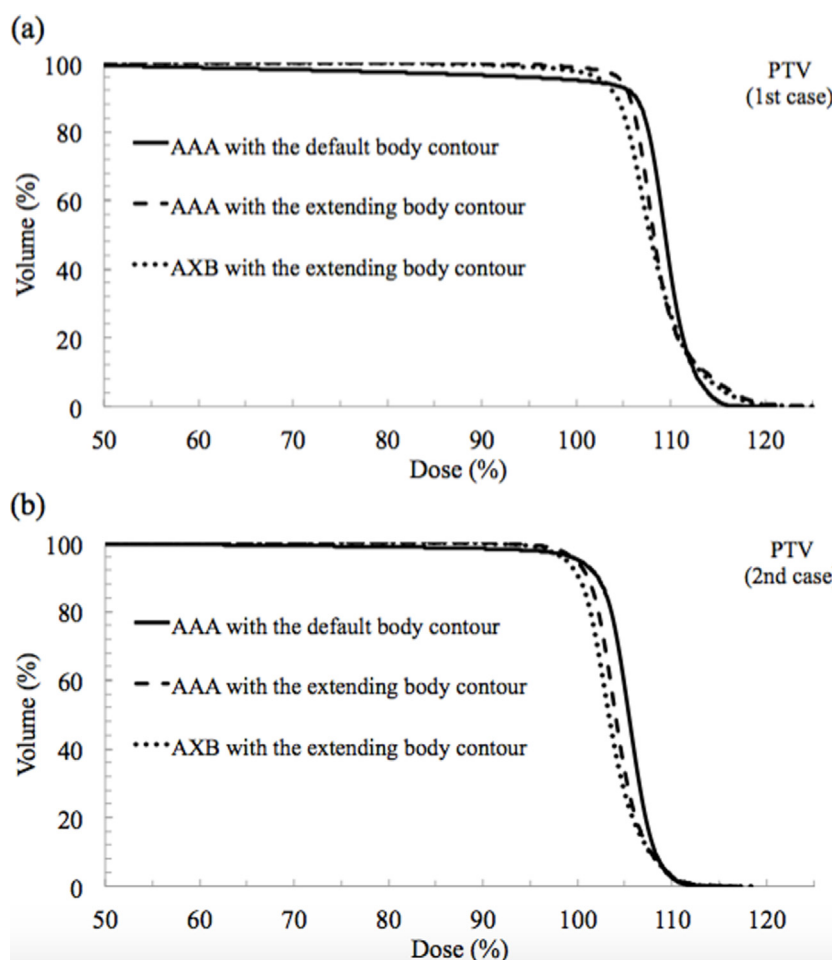 (a)
PTV
(1st case)
100
80
60
40
20
0
Volume (%)
AAA with the default body contour
AAA with the extending body contour
AXB with the extending body contour
50 60 70 80 90 100 110 120
Dose (%)
(b)
PTV
(2nd case
100
80
60
40
20
0
Volume (%)
AAA with the default body contour
AAA with the extending body contour
AXB with the extending body contour
50 60 70 80 90 100 110 120
Dose (%)